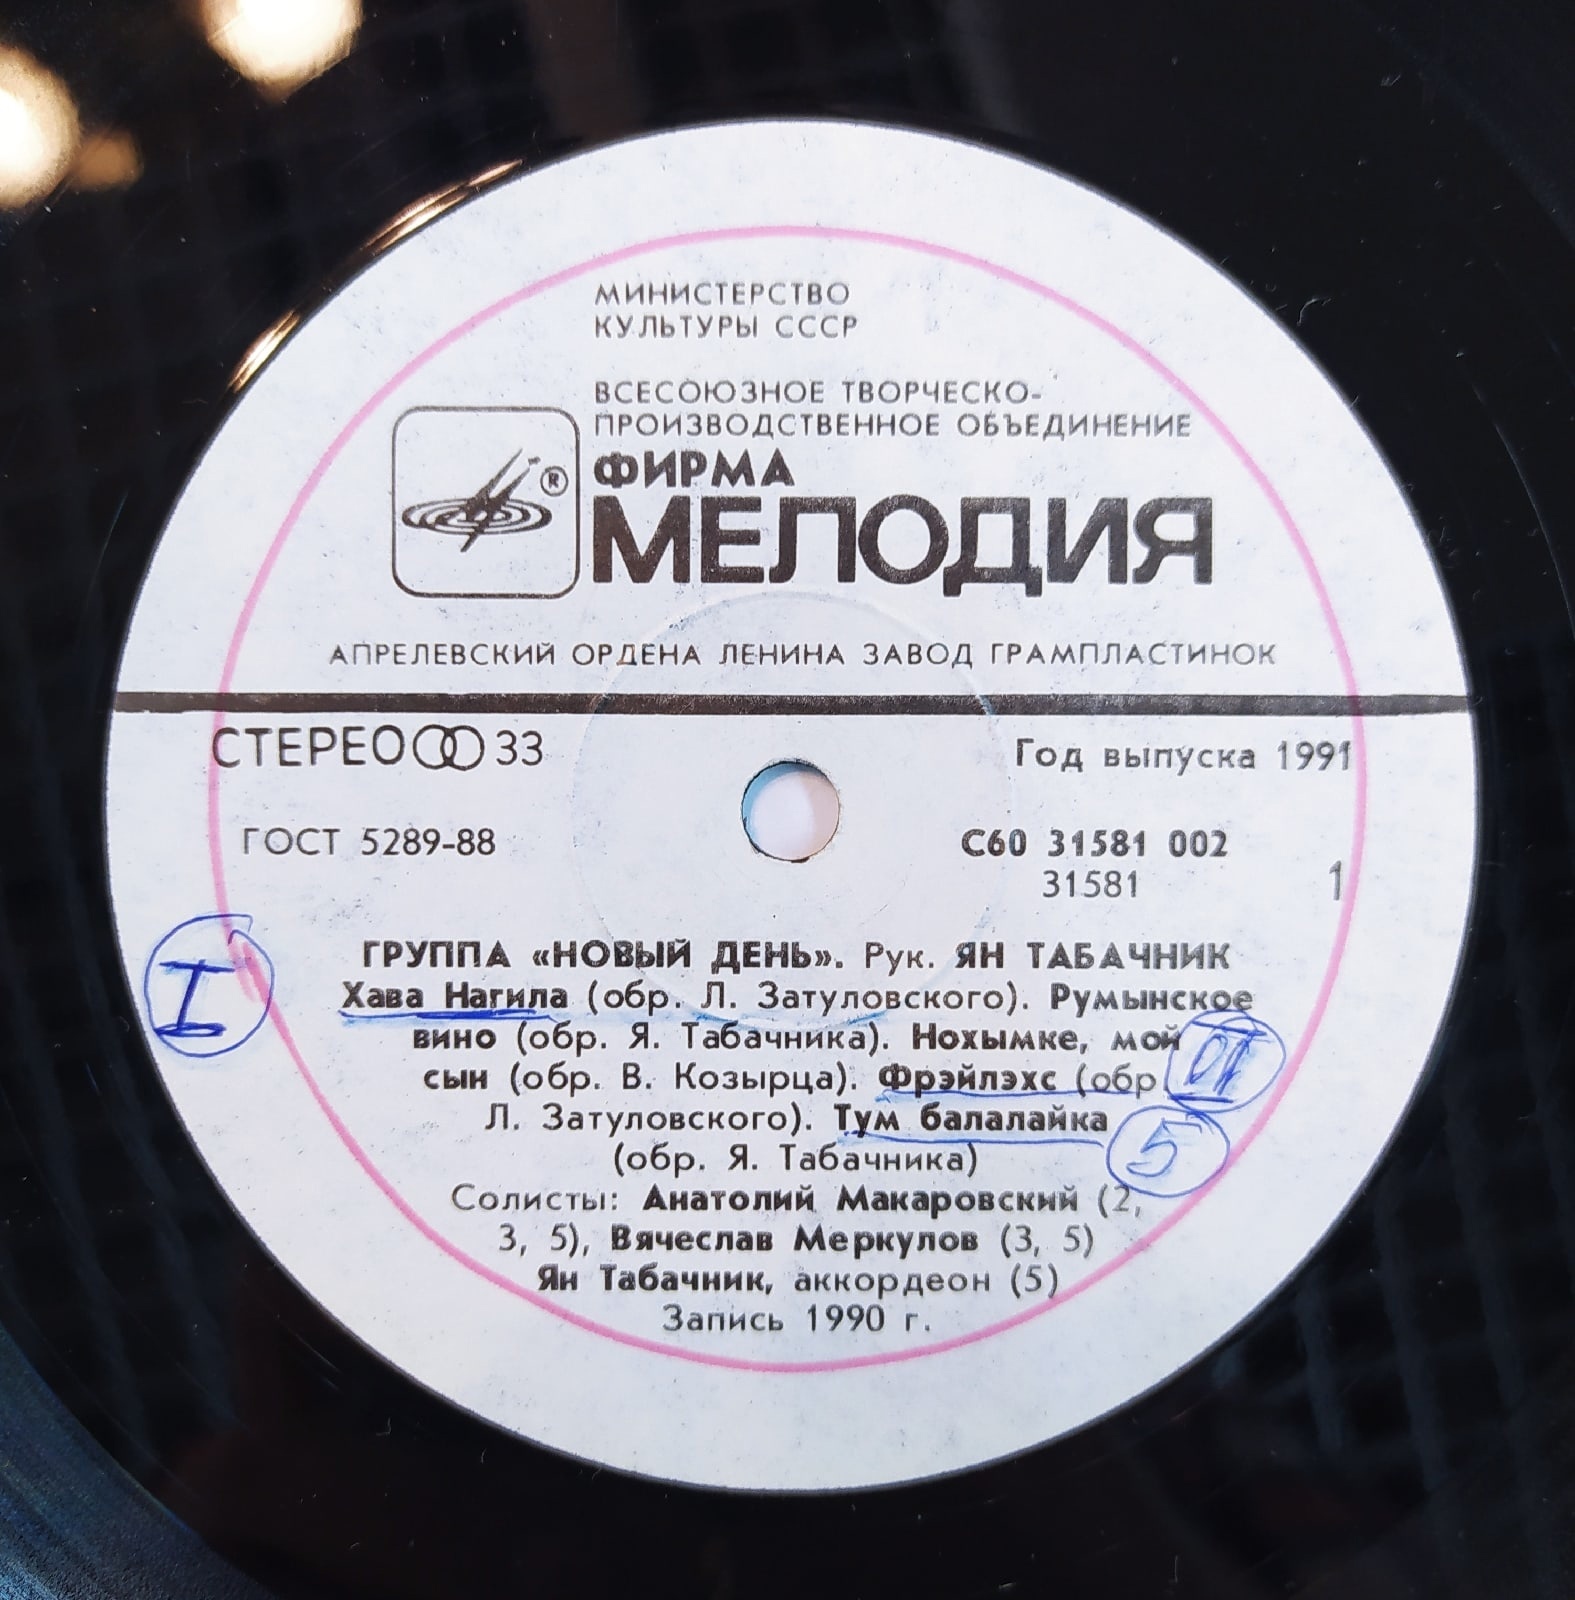 МИНИСТЕРСТВО
КУЛЬТУРЫ СССР
ВСЕСОЮЗНОЕ ТВОРЧЕСКО-
ПРОИЗВОДСТВЕННОЕ ОБЪЕДИНЕНИЕ
®
ФИРМА
МЕЛОДИЯ
АПРЕЛЕВСКИЙ ОРДЕНА ЛЕНИНА ЗАВОД ГРАМПЛАСТИНОК
СТЕРЕО 33
Год выпуска 1991
ГОСТ 5289-88
С60 31581 002
31581
1
I
ГРУППА «НОВЫЙ ДЕНЬ». Рук. ЯН ТАБАЧНИК
Хава Нагила (обр. Л. Затуловского). Румынское
вино (обр. Я. Табачника). Нохымке, мой
сын (обр. В. Козырца). Фрэйлэхс (обр
Л. Затуловского). Тум балалайка
5
(обр. Я. Табачника)
Солисты: Анатолий Макаровский (2,
3, 5), Вячеслав Меркулов (3, 5)
Ян Табачник, аккордеон (5)
Запись 1990 г.